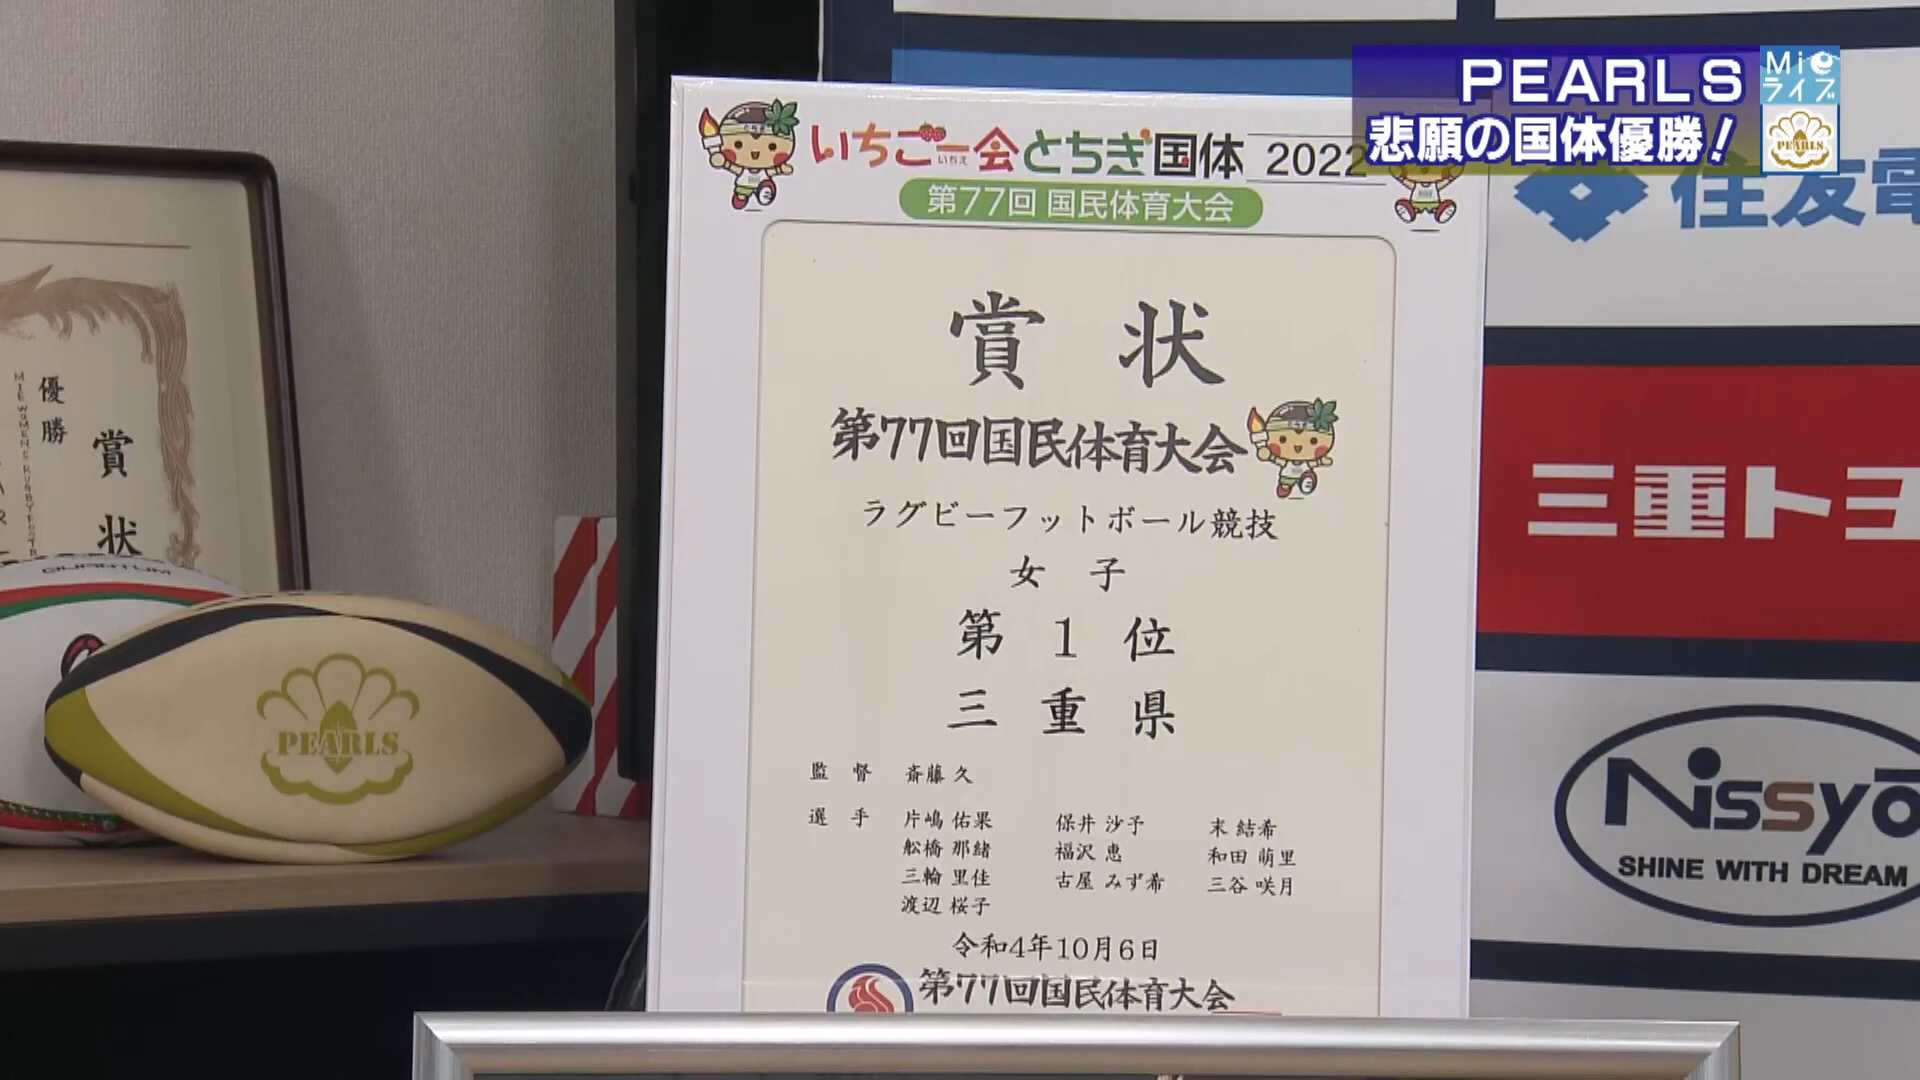 PEARLS
悲願の国体優勝!
Mie
ライブ
PEARLS
いちご一会とちぎ国体 2022
いちえ
第77回 国民体育大会
賞状
第77回国民体育大会
ラグビーフットボール競技
女子
第1位
三重県
監督 斎藤 久
選手 片嶋 佑果 保井 沙予 末 結希
舩橋 那緒 福沢 恵 和田 萌里
三輪 里佳 古屋 みず希 三谷 咲月
渡辺 桜子
令和4年10月6日
第77回国民体育大会
賞状
優勝
QUANTUM
PEARLS
住友電
三重トヨ
Nissyo
SHINE WITH DREAM